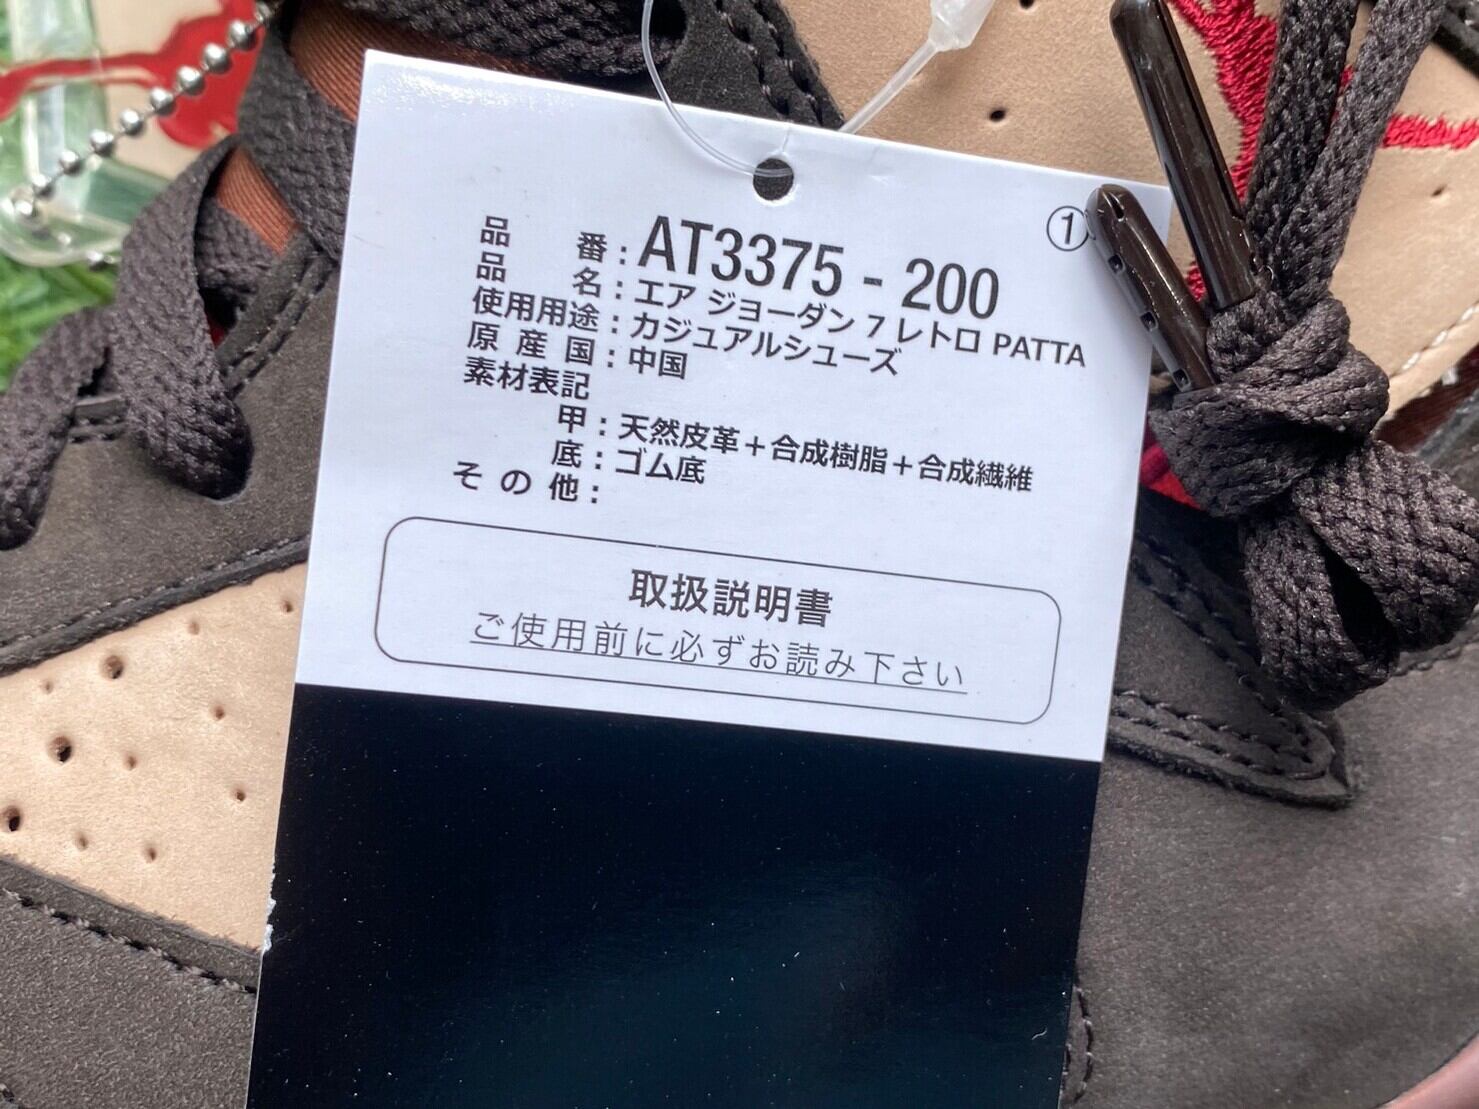 ①
品番:AT3375-200
品名:エア ジョーダン 7 レトロ PATTA
使用用途:カジュアルシューズ
原産国:中国
素材表記
甲:天然皮革+合成樹脂+合成繊維
底:ゴム底
その他:
取扱説明書
ご使用前に必ずお読み下さい